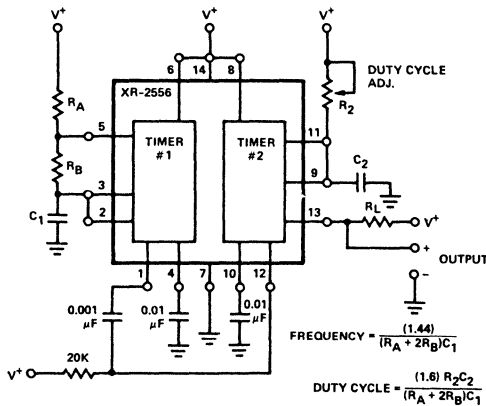 V+
V+
V+
6
14
8
XR-2556
DUTY CYCLE
ADJ.
RA
R2
5
TIMER
#1
TIMER
#2
11
RB
C2
3
9
C1
2
13
RL
V+
+
OUTPUT
−
1
4
7
10
12
0.001
µF
0.01
µF
0.01
µF
FREQUENCY = (1.44) / (RA + 2RB)C1
V+
20K
DUTY CYCLE = (1.6) R2C2 / (RA + 2RB)C1